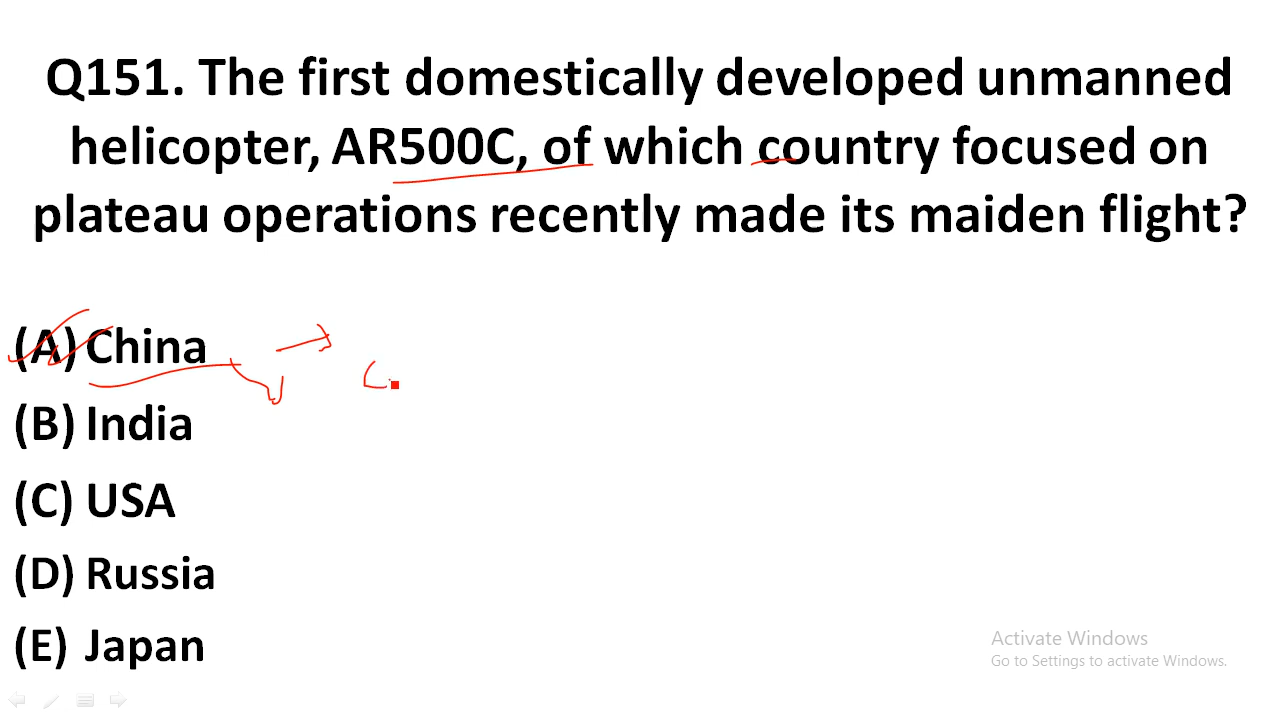 Q151. The first domestically developed unmanned
helicopter, AR500C, of which country focused on
plateau operations recently made its maiden flight?
(A) China
(B) India
(C) USA
(D) Russia
(E) Japan
Activate Windows
Go to Settings to activate Windows.